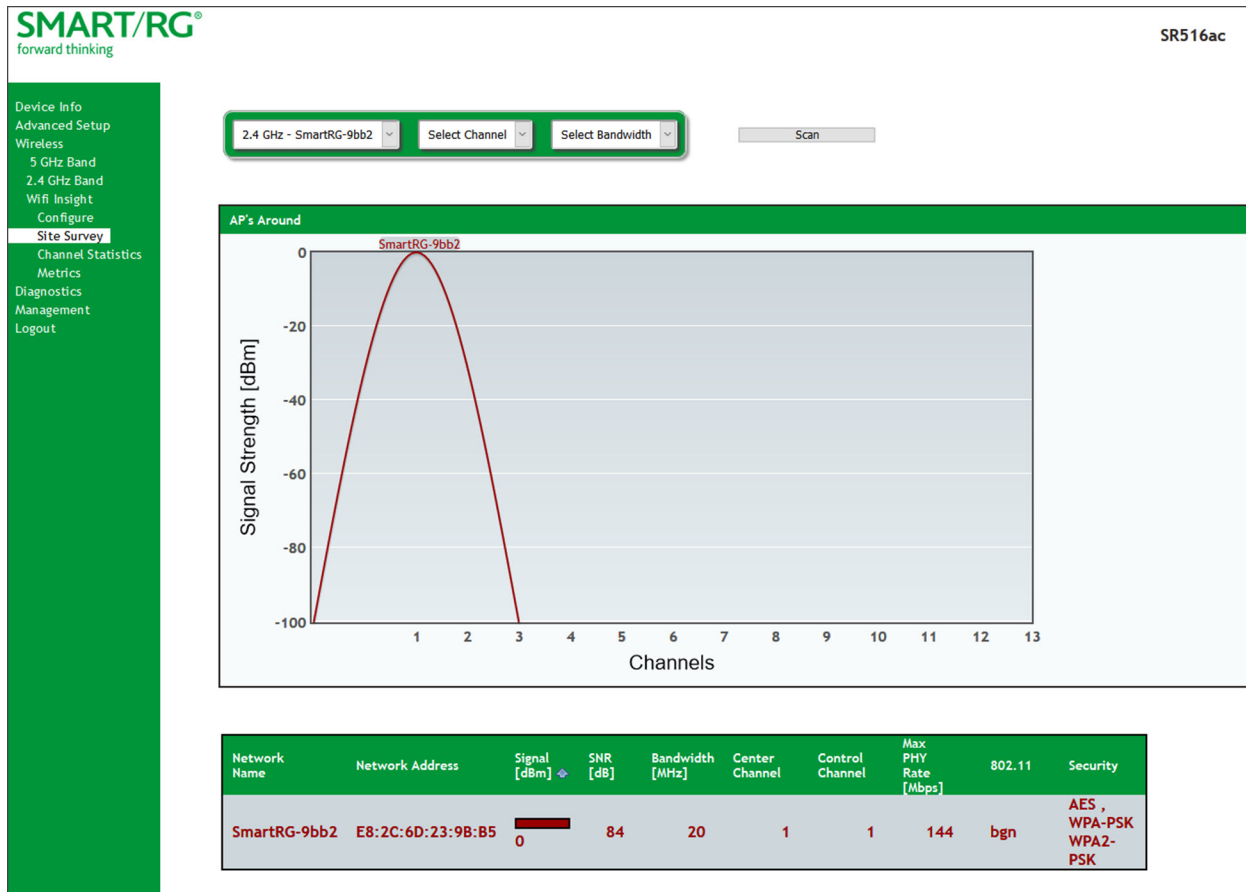 SMART/RG®
forward thinking
SR516ac
Device Info
Advanced Setup
Wireless
5 GHz Band
2.4 GHz Band
Wifi Insight
Configure
Site Survey
Channel Statistics
Metrics
Diagnostics
Management
Logout
2.4 GHz - SmartRG-9bb2 Select Channel Select Bandwidth Scan
AP's Around
SmartRG-9bb2
0
-20
-40
-60
-80
-100
Signal Strength [dBm]
1 2 3 4 5 6 7 8 9 10 11 12 13
Channels
Network Name
Network Address
Signal [dBm]
SNR [dB]
Bandwidth [MHz]
Center Channel
Control Channel
Max PHY Rate [Mbps]
802.11
Security
SmartRG-9bb2 E8:2C:6D:23:9B:B5 0 84 20 1 1 144 bgn
AES ,
WPA-PSK
WPA2-
PSK